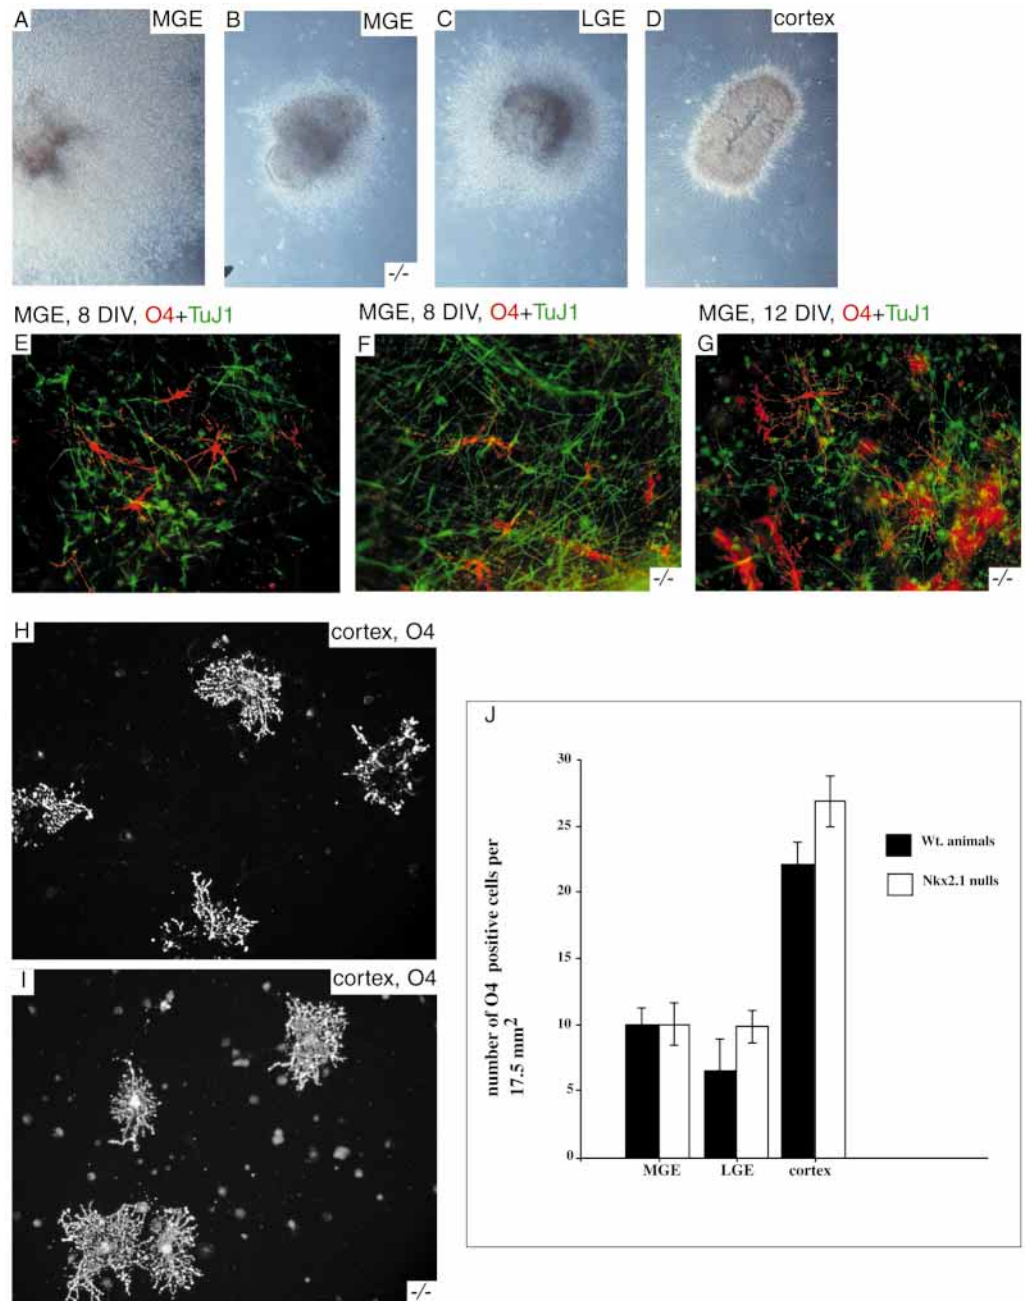 A MGE
B MGE
-/-
C LGE
D cortex
MGE, 8 DIV, O4+TuJ1
E
MGE, 8 DIV, O4+TuJ1
F
-/-
MGE, 12 DIV, O4+TuJ1
G
-/-
H cortex, O4
I cortex, O4
-/-
J
number of O4 positive cells per
17.5 mm²
30
25
20
10
5
0
MGE LGE cortex
Wt. animals
Nkx2.1 nulls